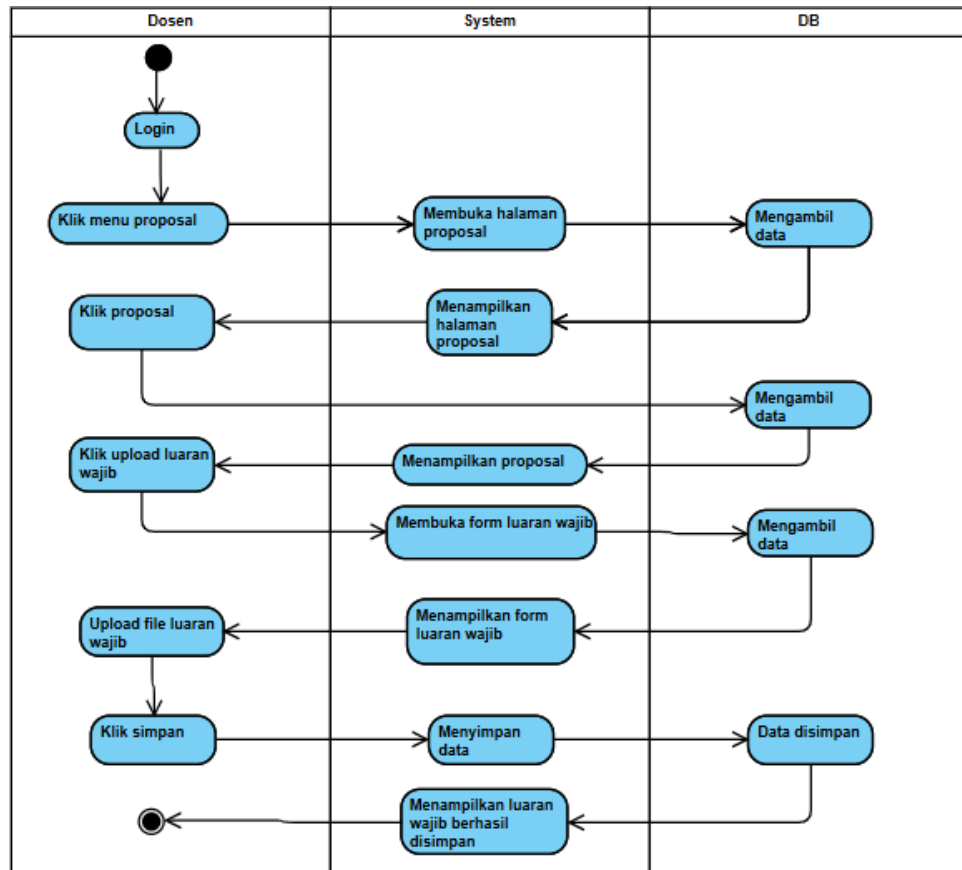 Dosen
System
DB
Login
Klik menu proposal
Membuka halaman
proposal
Mengambil
data
Klik proposal
Menampilkan
halaman
proposal
Mengambil
data
Klik upload luaran
wajib
Menampilkan proposal
Membuka form luaran wajib
Mengambil
data
Upload file luaran
wajib
Menampilkan form
luaran wajib
Klik simpan
Menyimpan
data
Data disimpan
Menampilkan luaran
wajib berhasil
disimpan